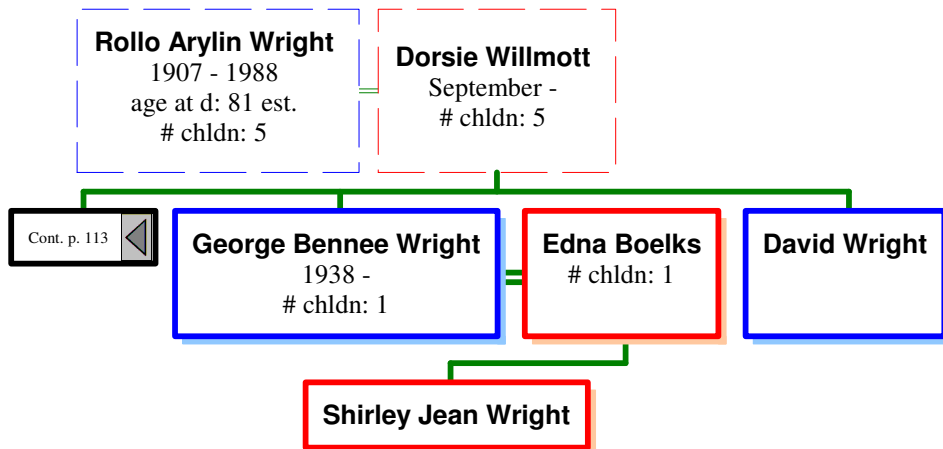 Rollo Arylin Wright
1907 - 1988
age at d: 81 est.
# chldn: 5
Dorsie Willmott
September -
# chldn: 5
Cont. p. 113
George Bennee Wright
1938 -
# chldn: 1
Edna Boelks
# chldn: 1
David Wright
Shirley Jean Wright